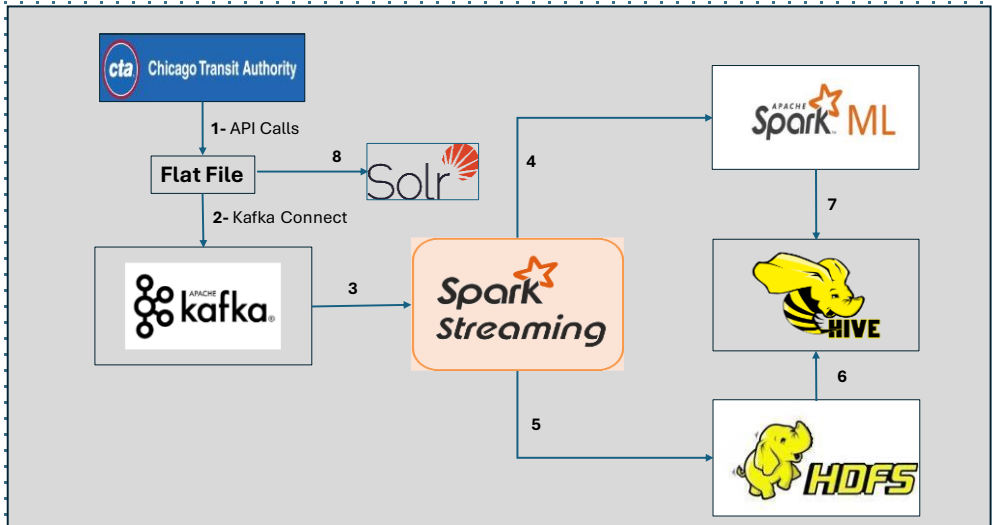 cta
Chicago Transit Authority
1- API Calls
Flat File
8
Solr
2- Kafka Connect
APACHE
kafka®
3
Spark
Streaming
4
APACHE
Spark™ ML
7
HIVE
6
5
HDFS